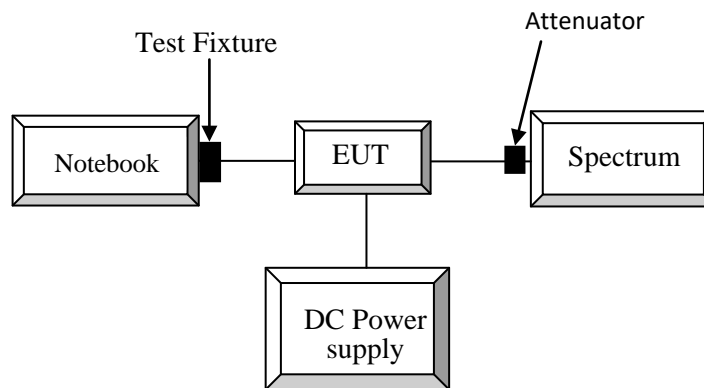 Test Fixture
Attenuator
Notebook
EUT
Spectrum
DC Power
supply